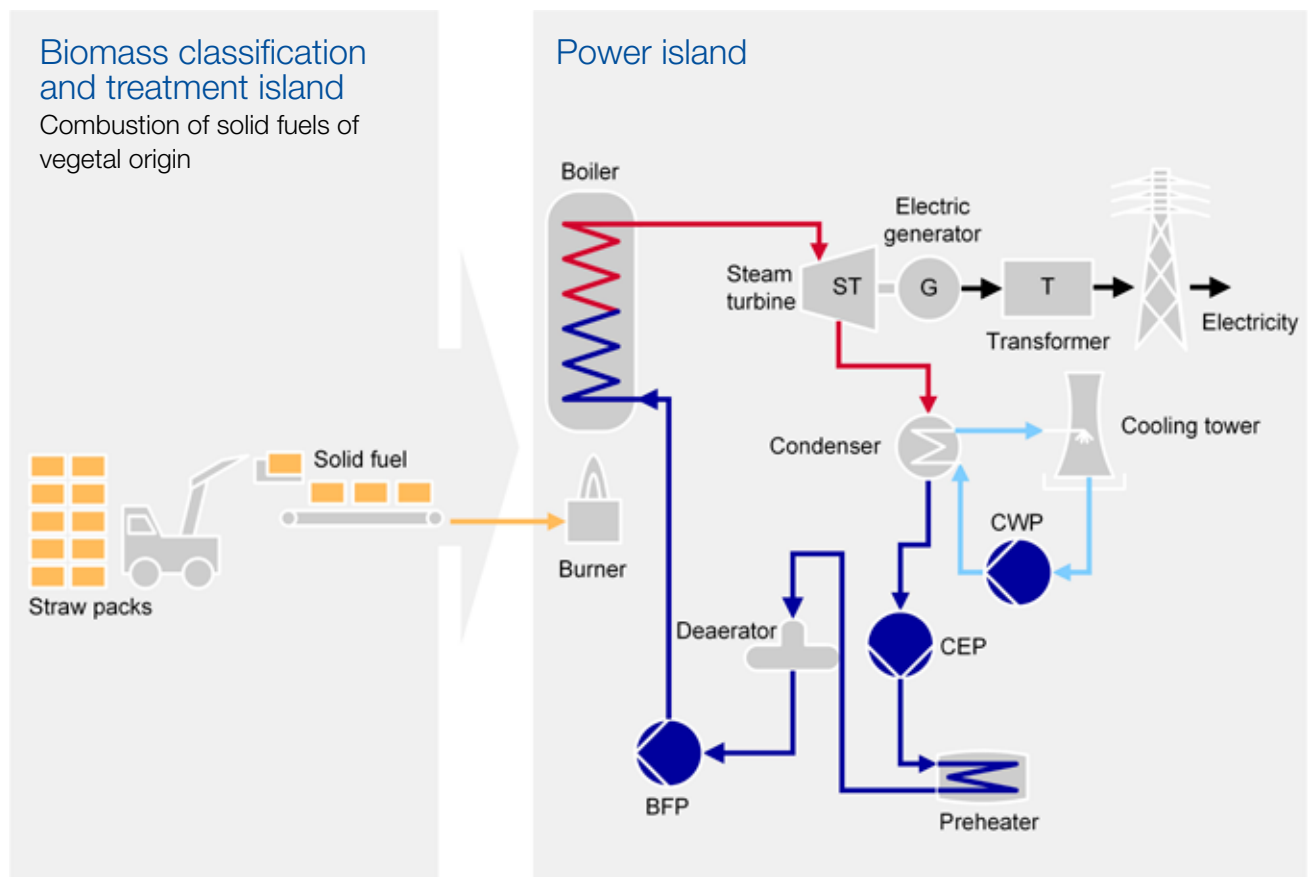 Biomass classification
and treatment island
Combustion of solid fuels of
vegetal origin
Power island
Boiler
Electric
generator
Steam
turbine
ST
G
T
Transformer
Electricity
Condenser
Cooling tower
Solid fuel
CWP
Straw packs
Burner
Deaerator
CEP
BFP
Preheater